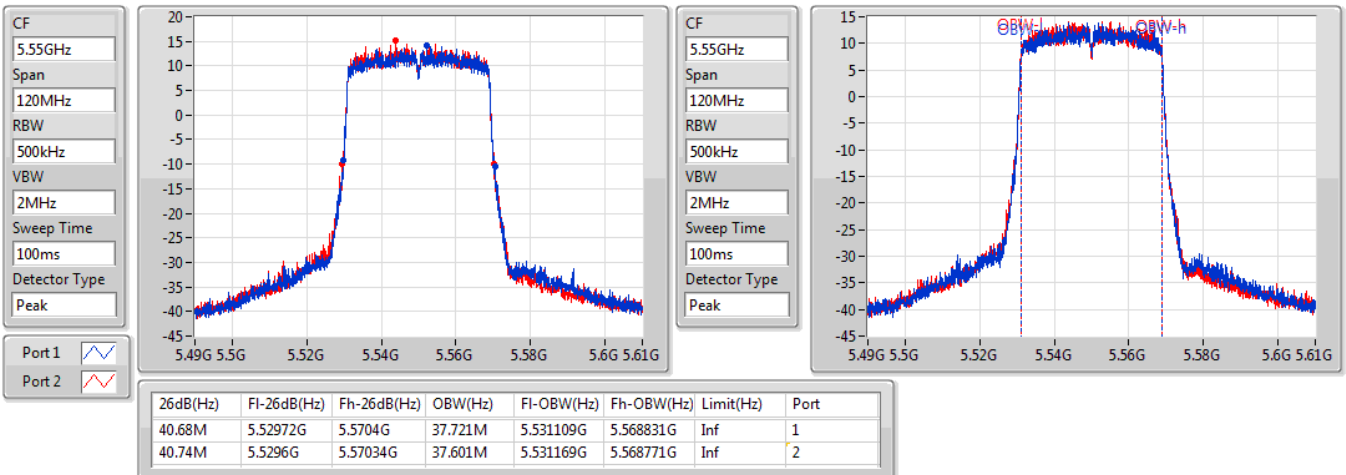 CF
5.55GHz
Span
120MHz
RBW
500kHz
VBW
2MHz
Sweep Time
100ms
Detector Type
Peak
Port 1
Port 2
20
15
10
5
0
-5
-10
-15
-20
-25
-30
-35
-40
-45
5.49G 5.5G 5.52G 5.54G 5.56G 5.58G 5.6G 5.61G
CF
5.55GHz
Span
120MHz
RBW
500kHz
VBW
2MHz
Sweep Time
100ms
Detector Type
Peak
15
10
5
0
-5
-10
-15
-20
-25
-30
-35
-40
-45
OBW-l OBW-h
5.49G 5.5G 5.52G 5.54G 5.56G 5.58G 5.6G 5.61G
26dB(Hz) Fl-26dB(Hz) Fh-26dB(Hz) OBW(Hz) Fl-OBW(Hz) Fh-OBW(Hz) Limit(Hz) Port
40.68M 5.52972G 5.5704G 37.721M 5.531109G 5.568831G Inf 1
40.74M 5.5296G 5.57034G 37.601M 5.531169G 5.568771G Inf 2